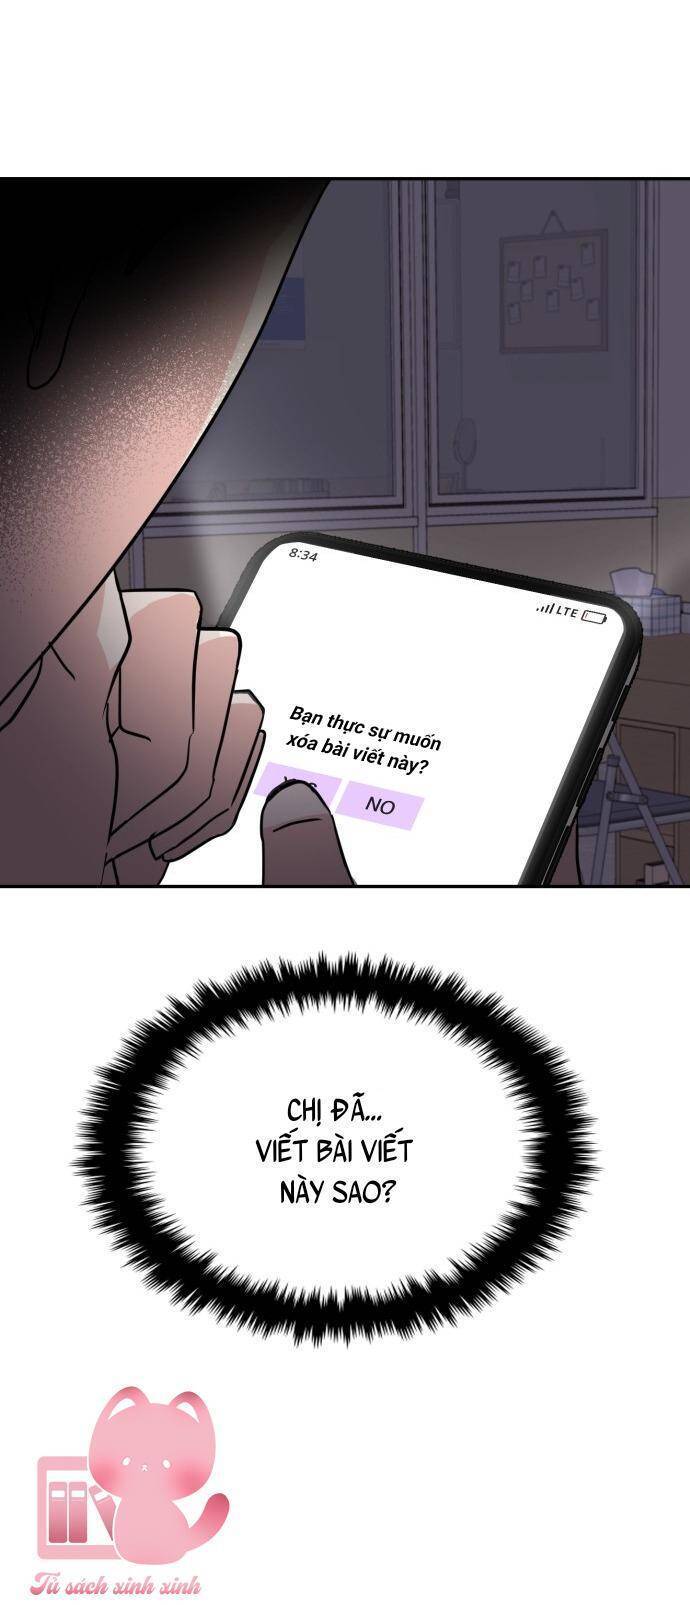 8:34
LTE
Bạn thực sự muốn
xóa bài viết này?
YES NO
CHỊ ĐÃ...
VIẾT BÀI VIẾT
NÀY SAO?
Tủ sách xinh xinh